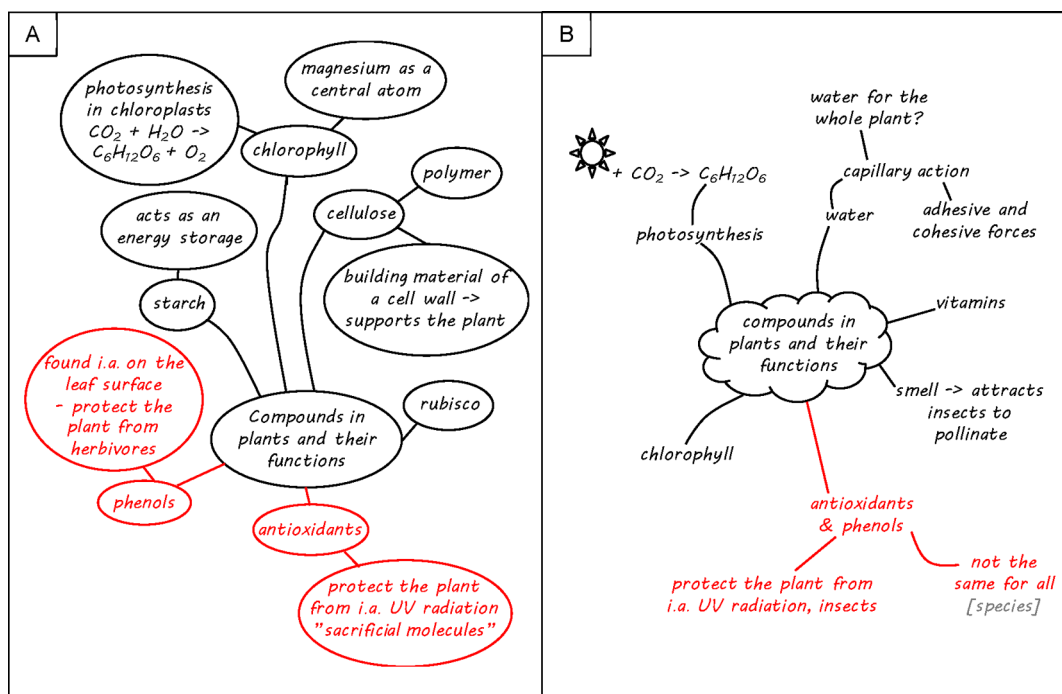 A
photosynthesis
in chloroplasts
CO₂ + H₂O ->
C₆H₁₂O₆ + O₂
magnesium as a
central atom
chlorophyll
polymer
cellulose
acts as an
energy storage
building material of
a cell wall ->
supports the plant
starch
found i.a. on the
leaf surface
- protect the
plant from
herbivores
rubisco
Compounds in
plants and their
functions
phenols
antioxidants
protect the plant
from i.a. UV radiation
"sacrificial molecules"
B
water for the
whole plant?
+ CO₂ -> C₆H₁₂O₆
capillary action
photosynthesis
water
adhesive and
cohesive forces
vitamins
compounds in
plants and their
functions
smell -> attracts
insects to
pollinate
chlorophyll
antioxidants
& phenols
protect the plant from
i.a. UV radiation, insects
not the
same for all
[species]